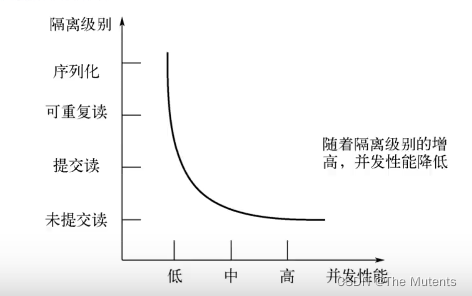 隔离级别
序列化
可重复读
提交读
未提交读
随着隔离级别的增
高，并发性能降低
低 中 高 并发性能
CSDN @The Mutents